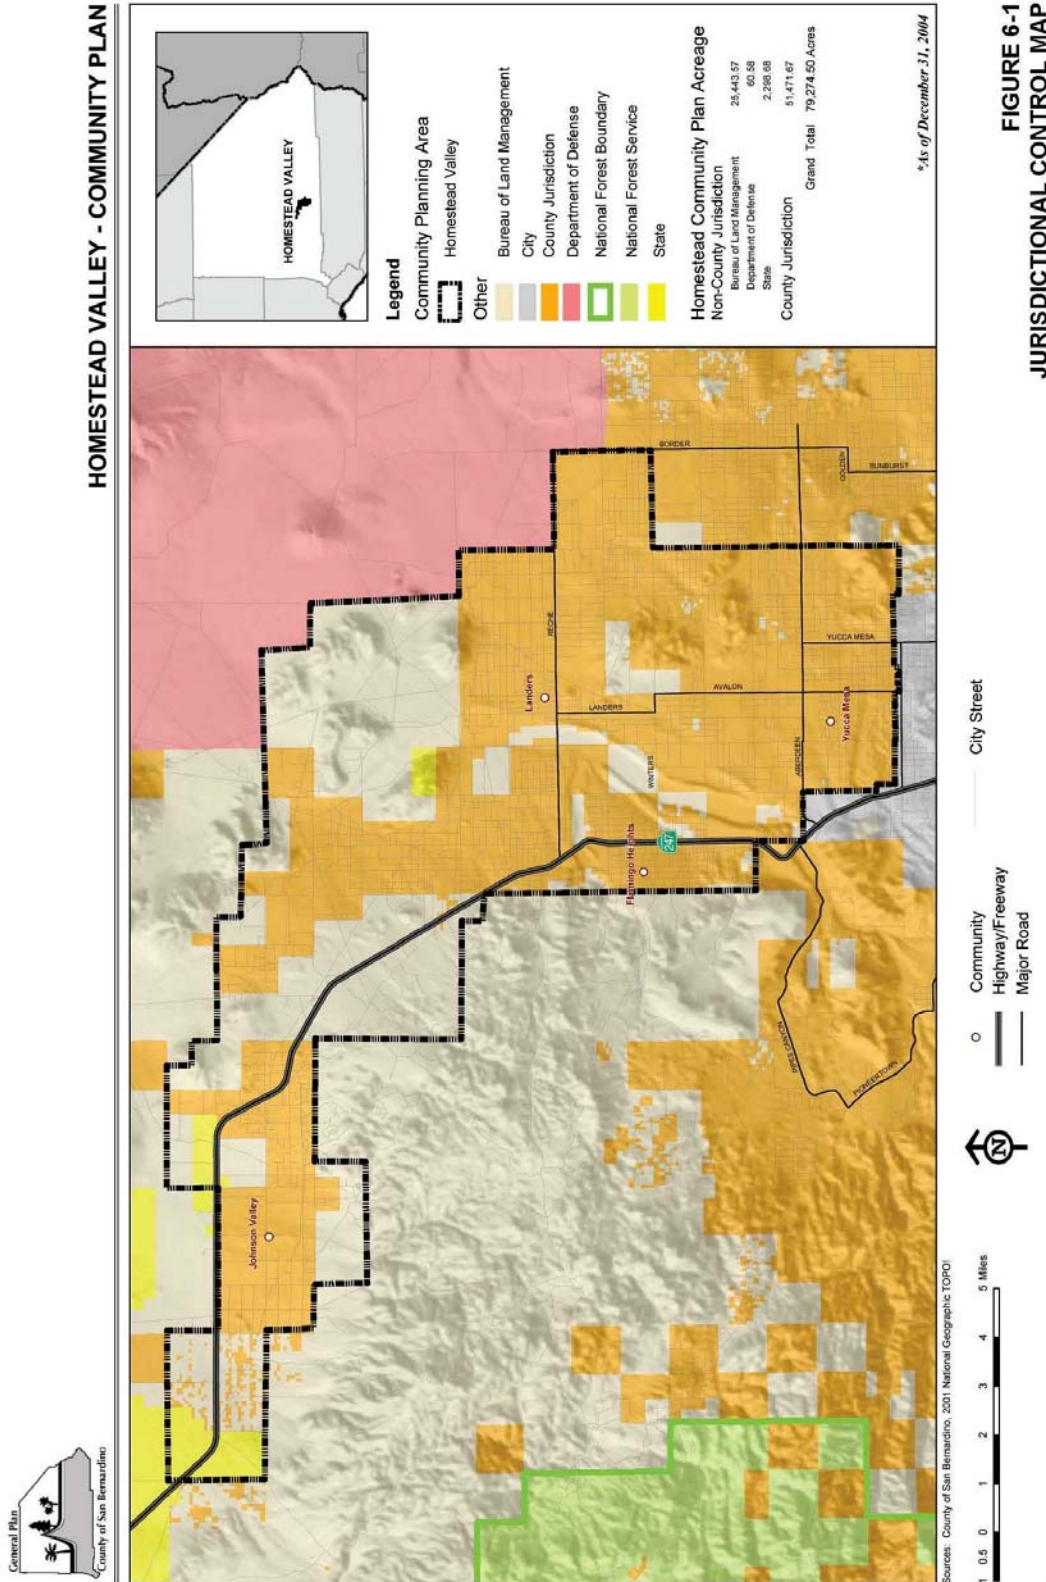 General Plan
County of San Bernardino
HOMESTEAD VALLEY - COMMUNITY PLAN
Johnson Valley
Flamingo Heights
Landers
Yucca Mesa
247
RECHE
LANDERS
WINTERS
AVALON
ABERDEEN
YUCCA MESA
BORDER
GOLDEN
SUNBURST
PIPES CANYON
PIONEERTOWN
HOMESTEAD VALLEY
Legend
Community Planning Area
Homestead Valley
Other
Bureau of Land Management
City
County Jurisdiction
Department of Defense
National Forest Boundary
National Forest Service
State
Homestead Community Plan Acreage
Non-County Jurisdiction
Bureau of Land Management 25,443.57
Department of Defense 60.58
State 2,298.68
County Jurisdiction 51,471.67
Grand Total 79,274.50 Acres
*As of December 31, 2004
Sources: County of San Bernardino, 2001 National Geographic TOPO!
1 0.5 0 1 2 3 4 5 Miles
N
Community
Highway/Freeway
Major Road
City Street
FIGURE 6-1
JURISDICTIONAL CONTROL MAP